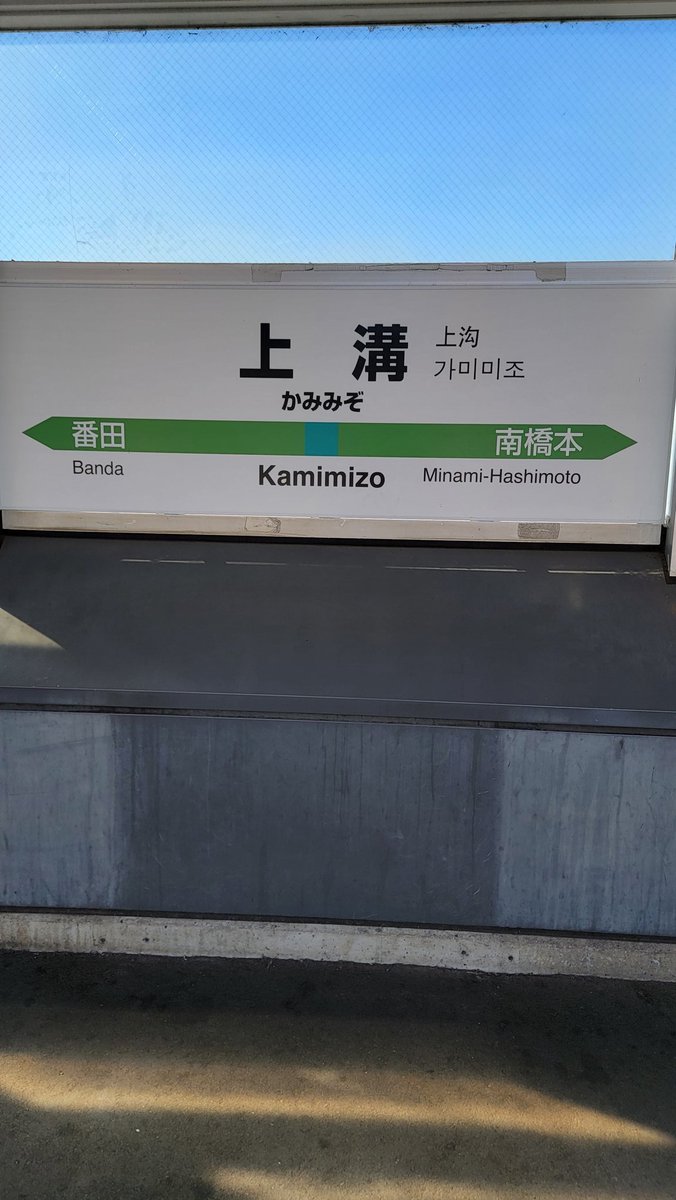 上溝
上沟
가미미조
かみみぞ
番田
南橋本
Banda
Kamimizo
Minami-Hashimoto